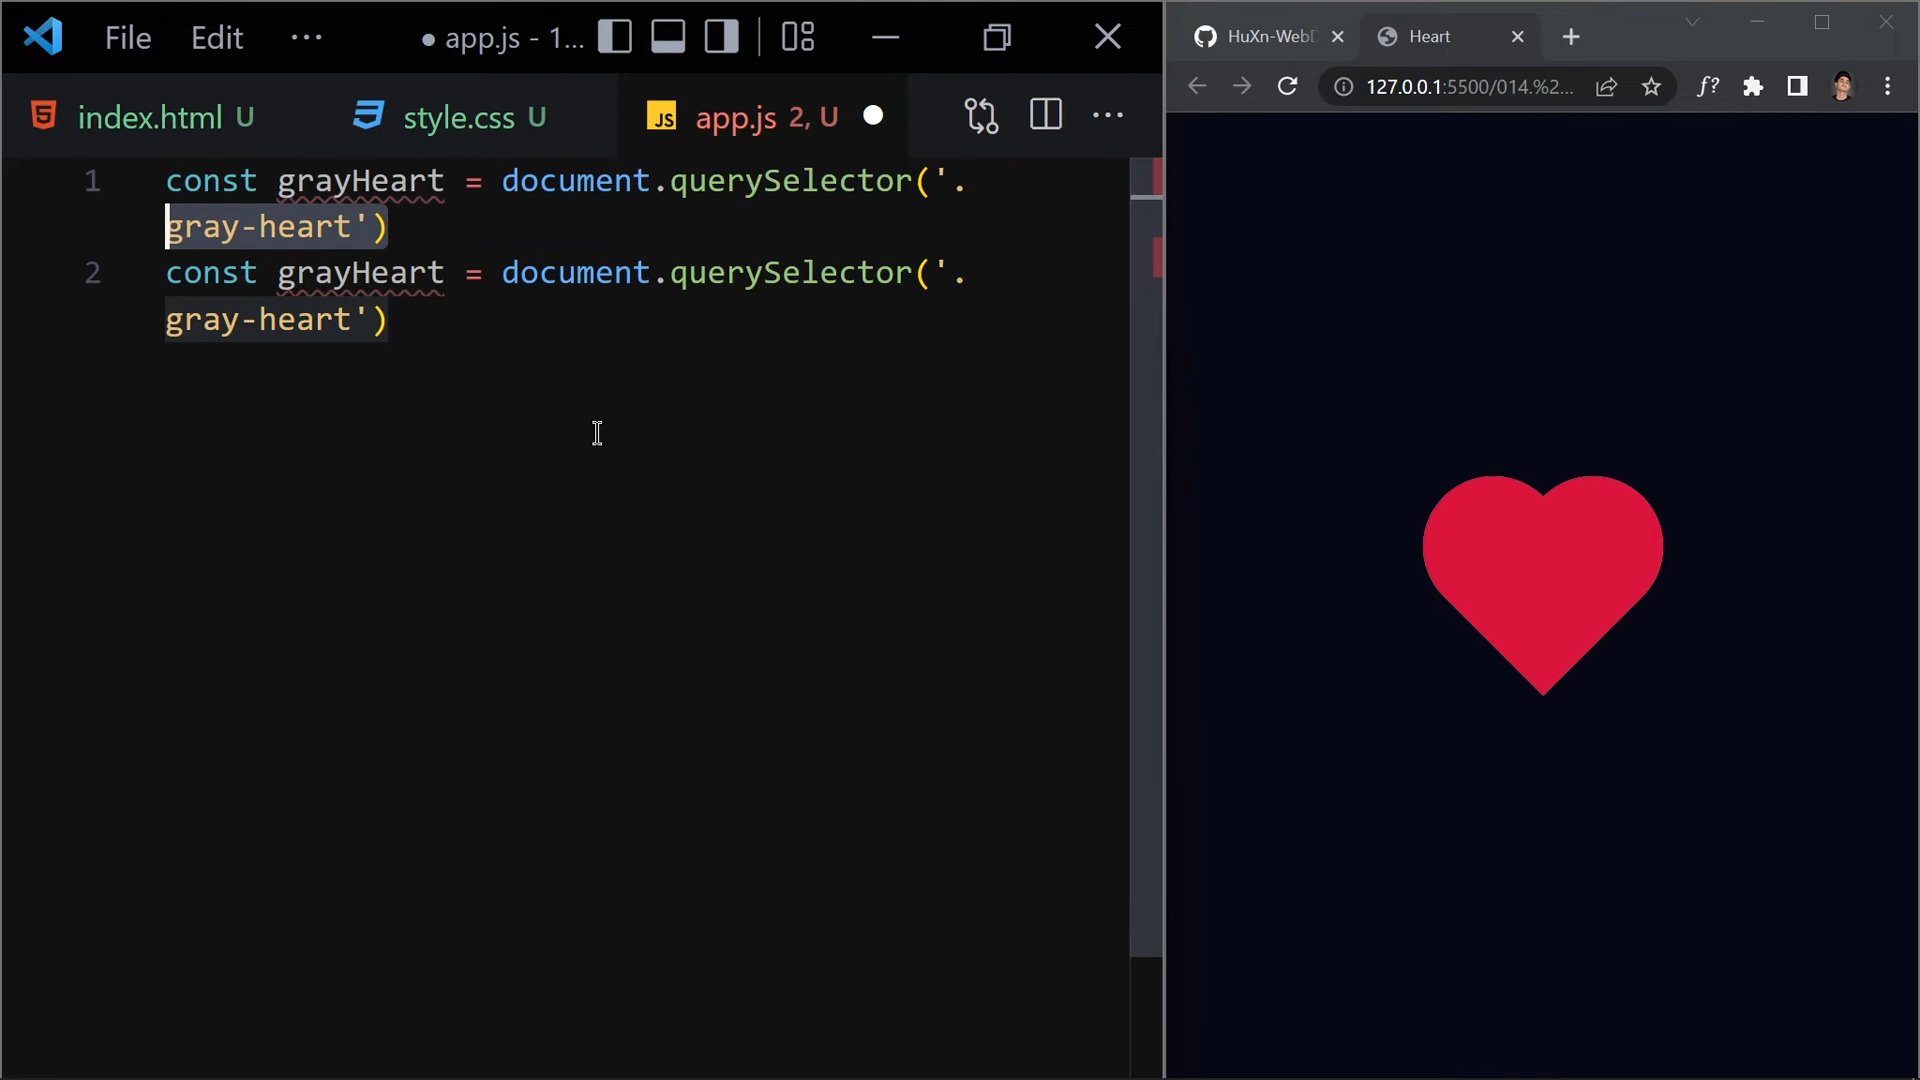 File Edit ··· ● app.js - 1...
HuXn-WebD Heart
127.0.0.1:5500/014.%2... f?
index.html U style.css U JS app.js 2, U ● ···
1 const grayHeart = document.querySelector('.
gray-heart')
2 const grayHeart = document.querySelector('.
gray-heart')